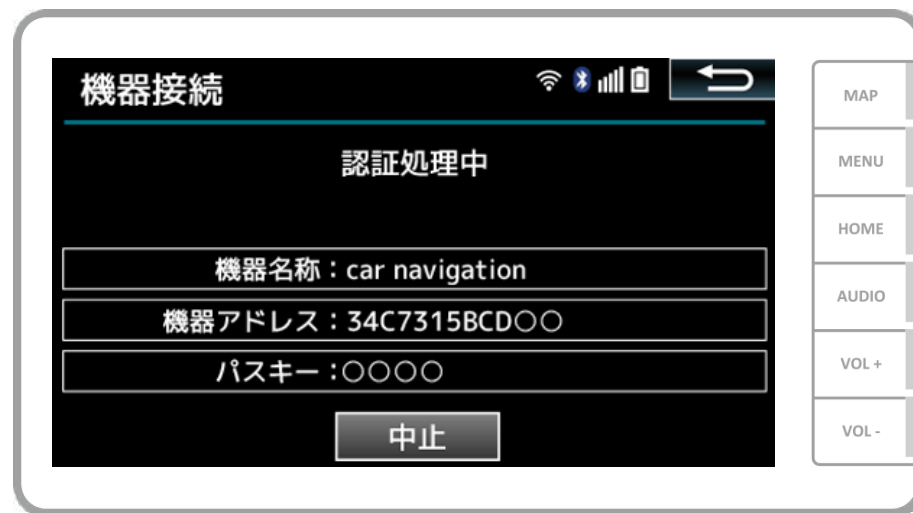 機器接続
認証処理中
機器名称：car navigation
機器アドレス：34C7315BCD○○
パスキー：○○○○
中止
MAP
MENU
HOME
AUDIO
VOL +
VOL -